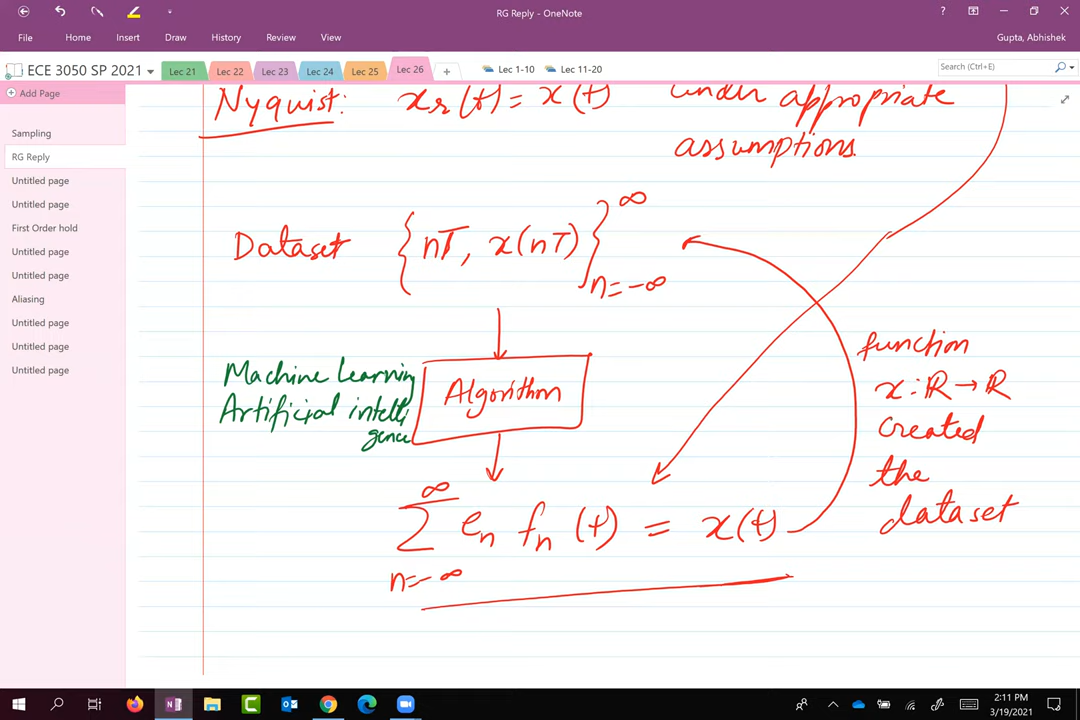 RG Reply - OneNote
?
File Home Insert Draw History Review View
Gupta, Abhishek
ECE 3050 SP 2021
Lec 21 Lec 22 Lec 23 Lec 24 Lec 25 Lec 26 + Lec 1-10 Lec 11-20
Search (Ctrl+E)
Add Page
Sampling
RG Reply
Untitled page
Untitled page
First Order hold
Untitled page
Untitled page
Aliasing
Untitled page
Untitled page
Untitled page
Nyquist: xr(t) = x(t) under appropriate
assumptions.
Dataset { nT, x(nT) } ∞ n=-∞
Machine learning
Artificial intelli
gence
Algorithm
function
x : ℝ → ℝ
created
the
dataset
∞
∑ en fn (t) = x(t)
n=-∞
2:11 PM
3/19/2021